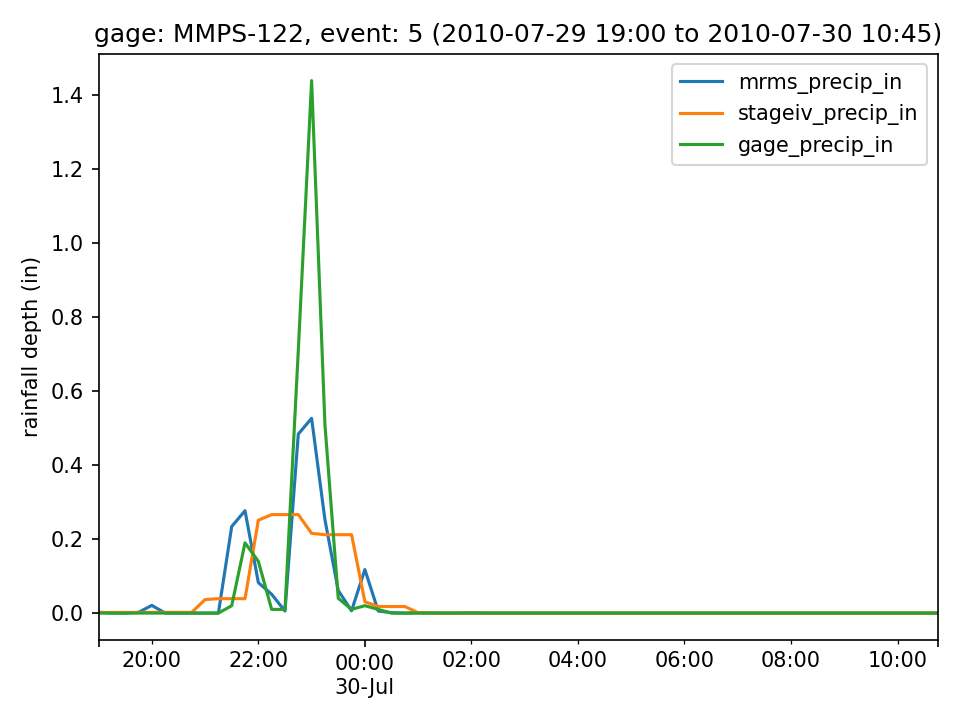 gage: MMPS-122, event: 5 (2010-07-29 19:00 to 2010-07-30 10:45)
mrms_precip_in
stageiv_precip_in
gage_precip_in
rainfall depth (in)
1.4
1.2
1.0
0.8
0.6
0.4
0.2
0.0
20:00 22:00 00:00 02:00 04:00 06:00 08:00 10:00
30-Jul